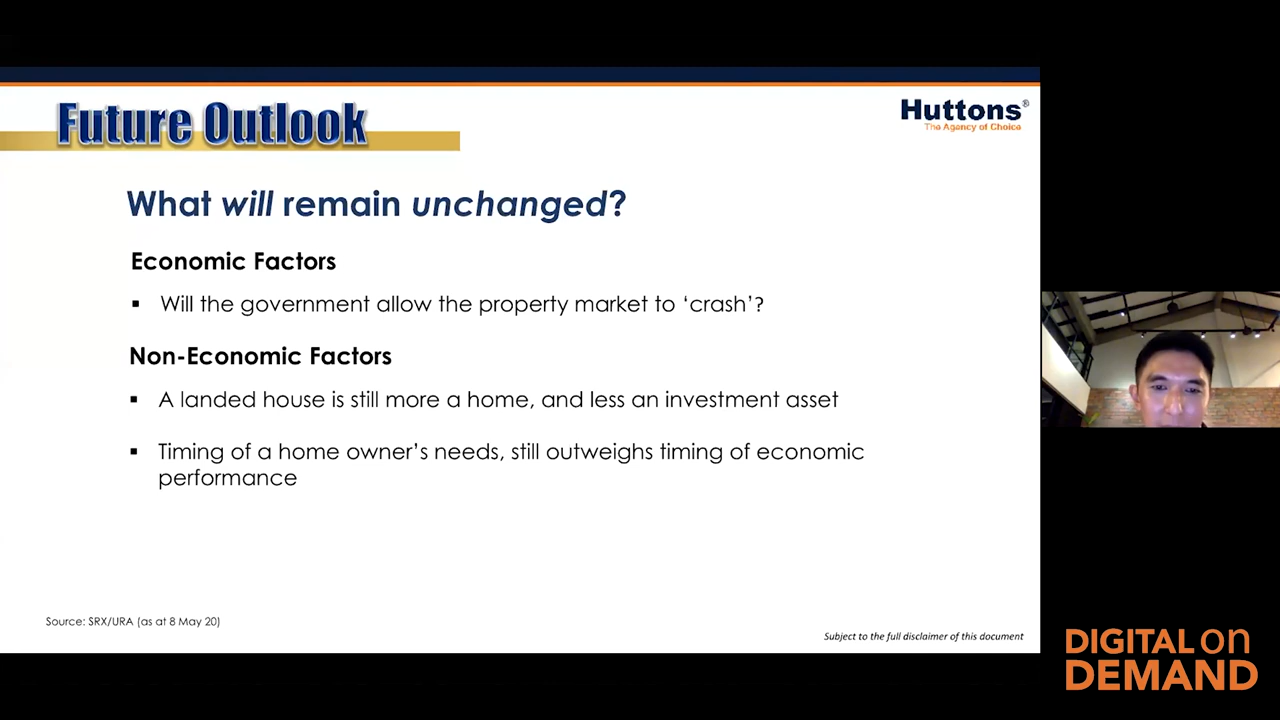 Future Outlook
Huttons®
The Agency of Choice
What will remain unchanged?
Economic Factors
▪ Will the government allow the property market to ‘crash’?
Non-Economic Factors
▪ A landed house is still more a home, and less an investment asset
▪ Timing of a home owner’s needs, still outweighs timing of economic
performance
Source: SRX/URA (as at 8 May 20)
Subject to the full disclaimer of this document
DIGITAL on
DEMAND